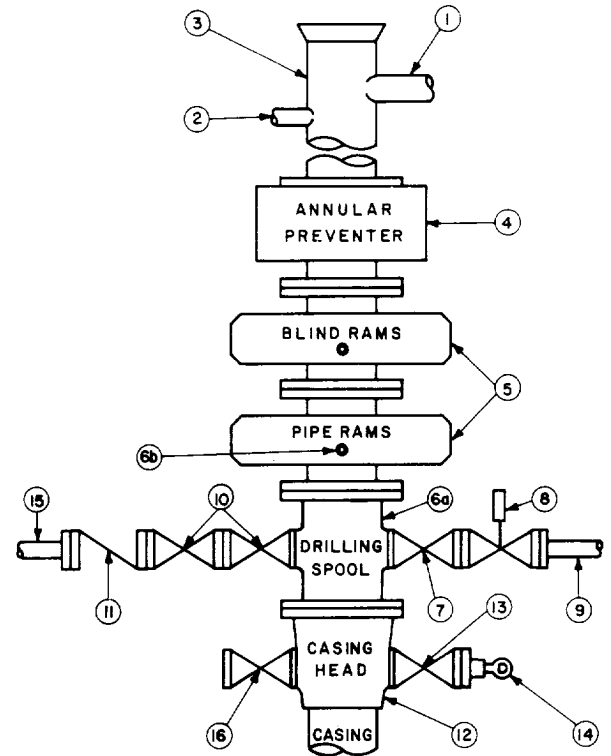 1
3
2
ANNULAR
PREVENTER
4
BLIND RAMS
5
PIPE RAMS
6b
15
10
6a
8
DRILLING
SPOOL
11
7
13
9
CASING
HEAD
16
12
14
CASING